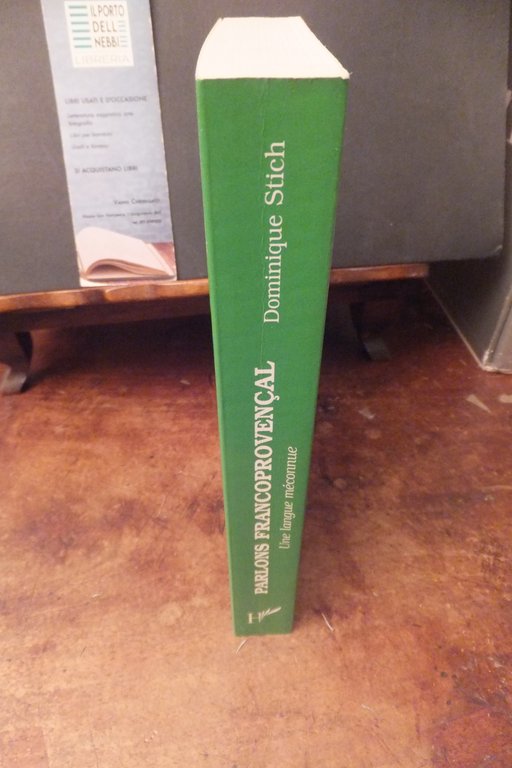 IL PORTO
DELLE
NEBBIE
LIBRERIA
LIBRI USATI E D'OCCASIONE
SI ACQUISTANO LIBRI
Dominique Stich
PARLONS FRANCOPROVENÇAL
Une langue méconnue